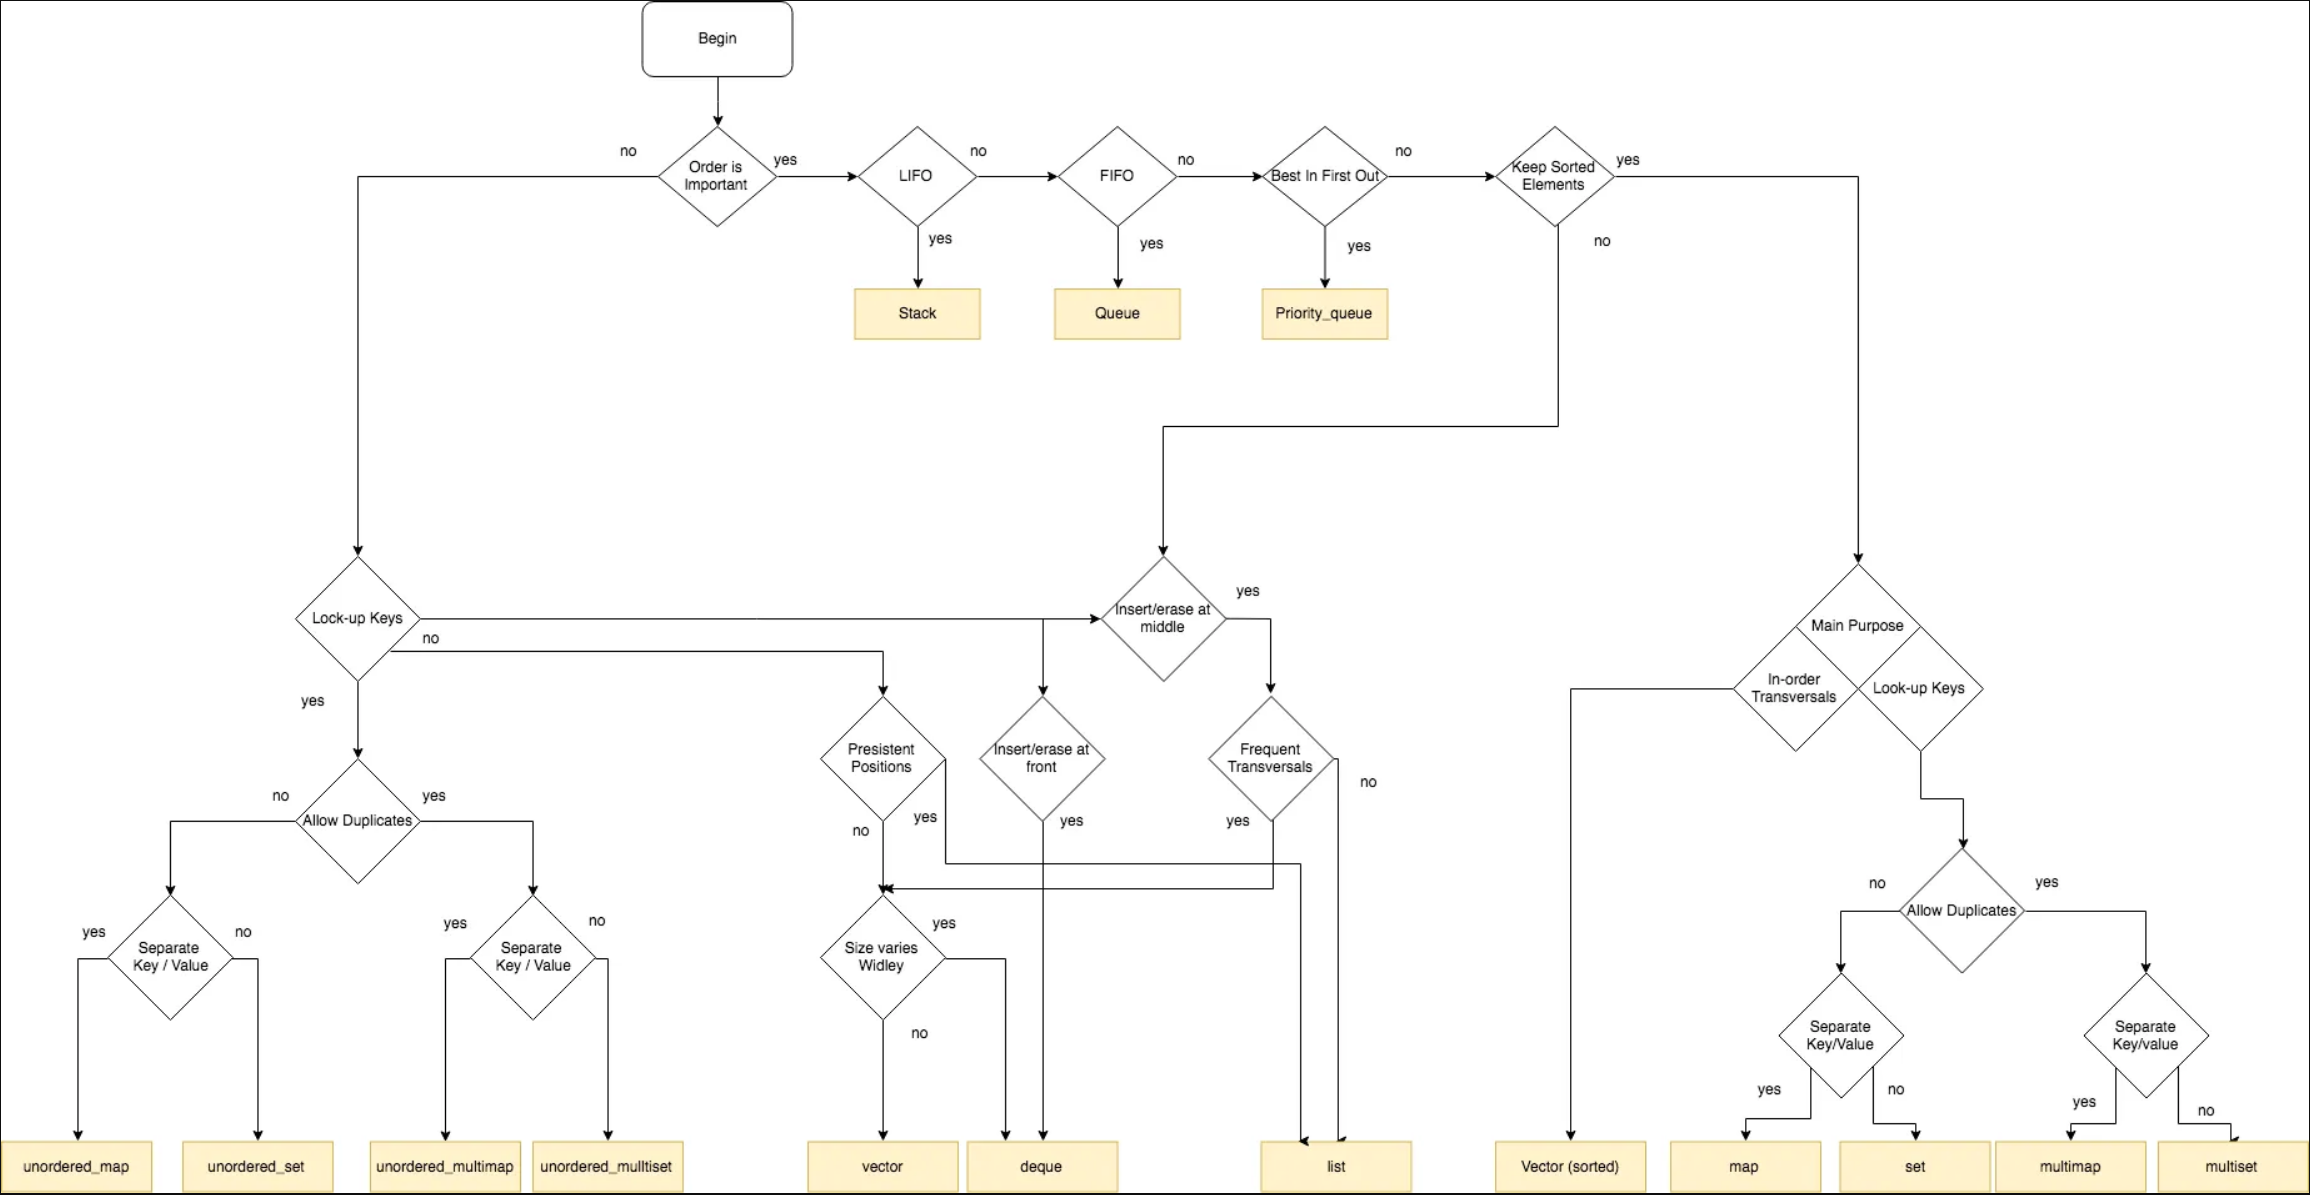 Begin
no
Order is
Important
yes
LIFO
no
FIFO
no
Best In First Out
no
Keep Sorted
Elements
yes
yes
yes
yes
no
Stack
Queue
Priority_queue
Lock-up Keys
no
yes
Insert/erase at
middle
yes
Main Purpose
In-order
Transversals
Look-up Keys
Presistent
Positions
no
yes
Insert/erase at
front
yes
Frequent
Transversals
yes
no
no
Allow Duplicates
yes
no
Allow Duplicates
yes
yes
Separate
Key / Value
no
yes
Separate
Key / Value
no
Size varies
Widley
yes
no
Separate
Key/Value
yes
no
Separate
Key/value
yes
no
unordered_map
unordered_set
unordered_multimap
unordered_mulltiset
vector
deque
list
Vector (sorted)
map
set
multimap
multiset